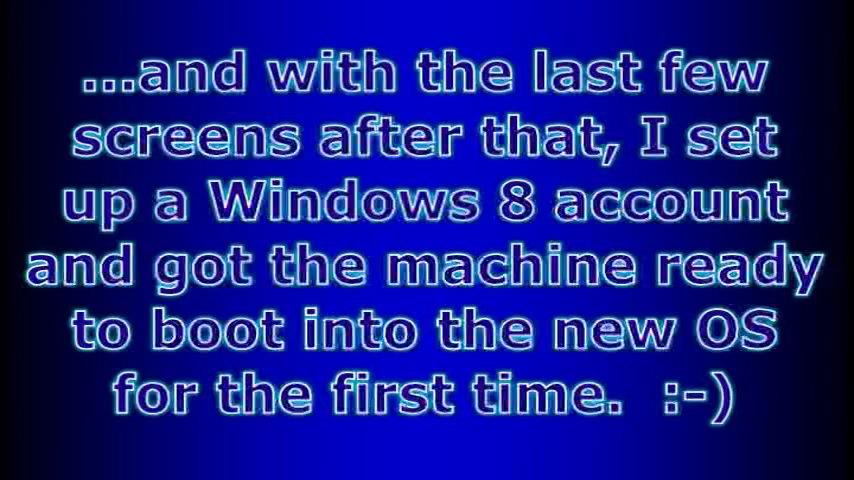 ...and with the last few
screens after that, I set
up a Windows 8 account
and got the machine ready
to boot into the new OS
for the first time.  :-)